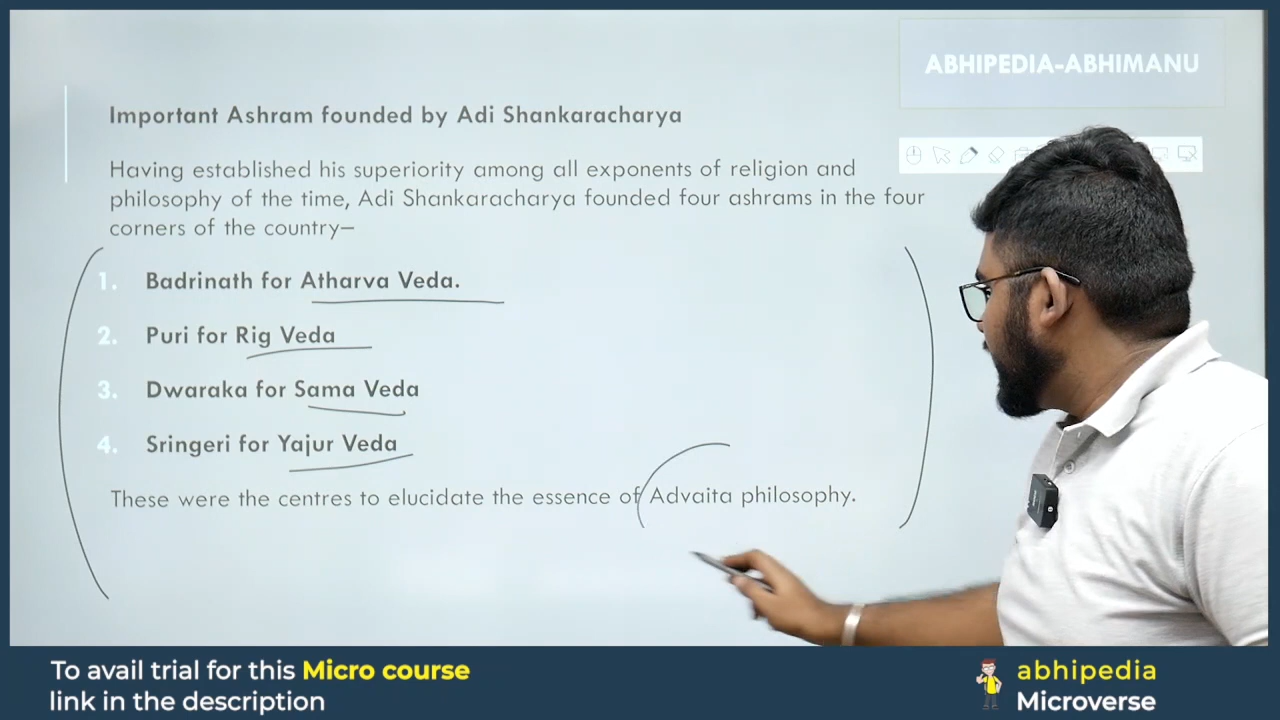 ABHIPEDIA-ABHIMANU
Important Ashram founded by Adi Shankaracharya
Having established his superiority among all exponents of religion and
philosophy of the time, Adi Shankaracharya founded four ashrams in the four
corners of the country–
1. Badrinath for Atharva Veda.
2. Puri for Rig Veda
3. Dwaraka for Sama Veda
4. Sringeri for Yajur Veda
These were the centres to elucidate the essence of Advaita philosophy.
To avail trial for this Micro course
link in the description
abhipedia
Microverse